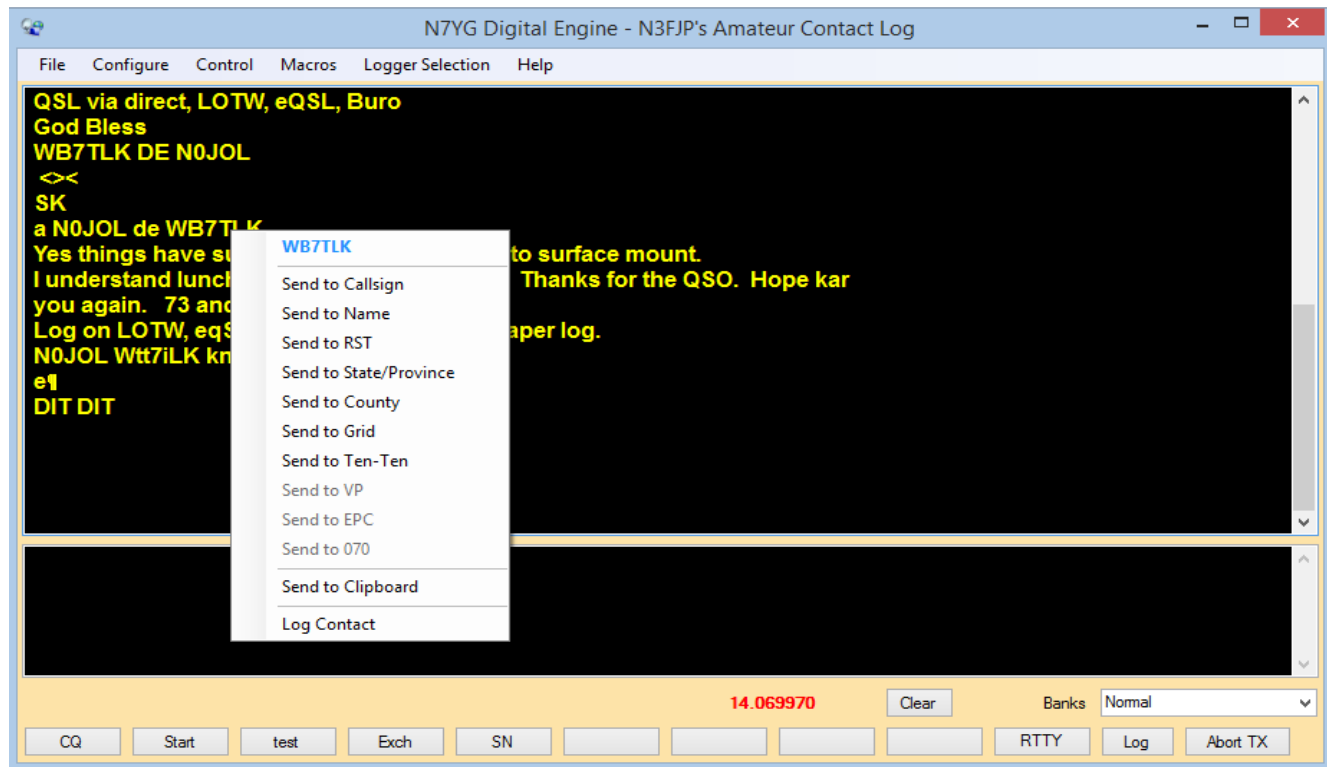 N7YG Digital Engine - N3FJP's Amateur Contact Log
File Configure Control Macros Logger Selection Help
QSL via direct, LOTW, eQSL, Buro
God Bless
WB7TLK DE N0JOL
<><
SK
a N0JOL de WB7TLK
Yes things have su to surface mount.
I understand lunch Thanks for the QSO. Hope kar
you again. 73 and
Log on LOTW, eqS aper log.
N0JOL Wtt7iLK kn
e¶
DIT DIT
WB7TLK
Send to Callsign
Send to Name
Send to RST
Send to State/Province
Send to County
Send to Grid
Send to Ten-Ten
Send to VP
Send to EPC
Send to 070
Send to Clipboard
Log Contact
14.069970 Clear Banks Normal
CQ Start test Exch SN RTTY Log Abort TX